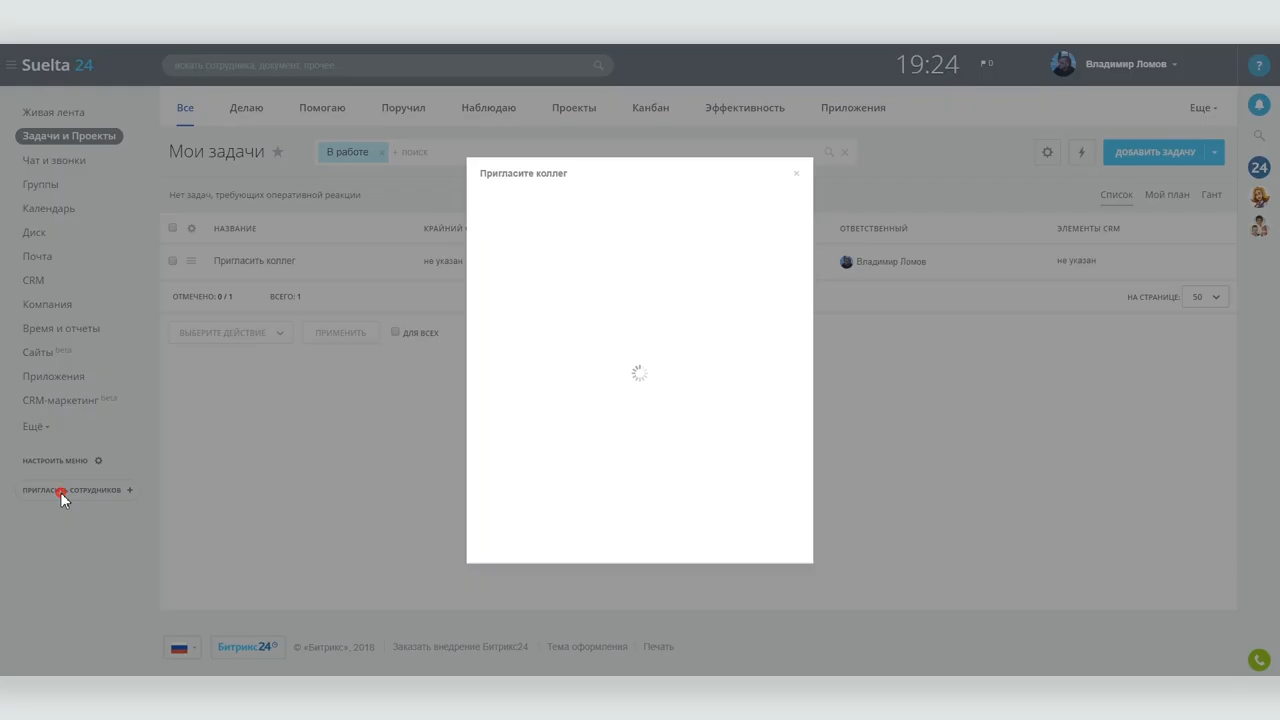 Suelta 24
искать сотрудника, документ, прочее...
19:24
0
Владимир Ломов
?
Живая лента
Задачи и Проекты
Чат и звонки
Группы
Календарь
Диск
Почта
CRM
Компания
Время и отчеты
Сайты beta
Приложения
CRM-маркетинг beta
Ещё
НАСТРОИТЬ МЕНЮ
СОТРУДНИКОВ +
Все Делаю Помогаю Поручил Наблюдаю Проекты Канбан Эффективность Приложения Еще
Мои задачи
В работе × + поиск
ДОБАВИТЬ ЗАДАЧУ
24
Нет задач, требующих оперативной реакции
Список Мой план Гант
Пригласите коллег
НАЗВАНИЕ ОТВЕТСТВЕННЫЙ ЭЛЕМЕНТЫ CRM
КРАЙНИЙ
Пригласить коллег не указан Владимир Ломов не указан
ОТМЕЧЕНО: 0 / 1 ВСЕГО: 1 НА СТРАНИЦЕ: 50
ВЫБЕРИТЕ ДЕЙСТВИЕ ПРИМЕНИТЬ ДЛЯ ВСЕХ
Битрикс24 © «Битрикс», 2018 Заказать внедрение Битрикс24 Тема оформления Печать